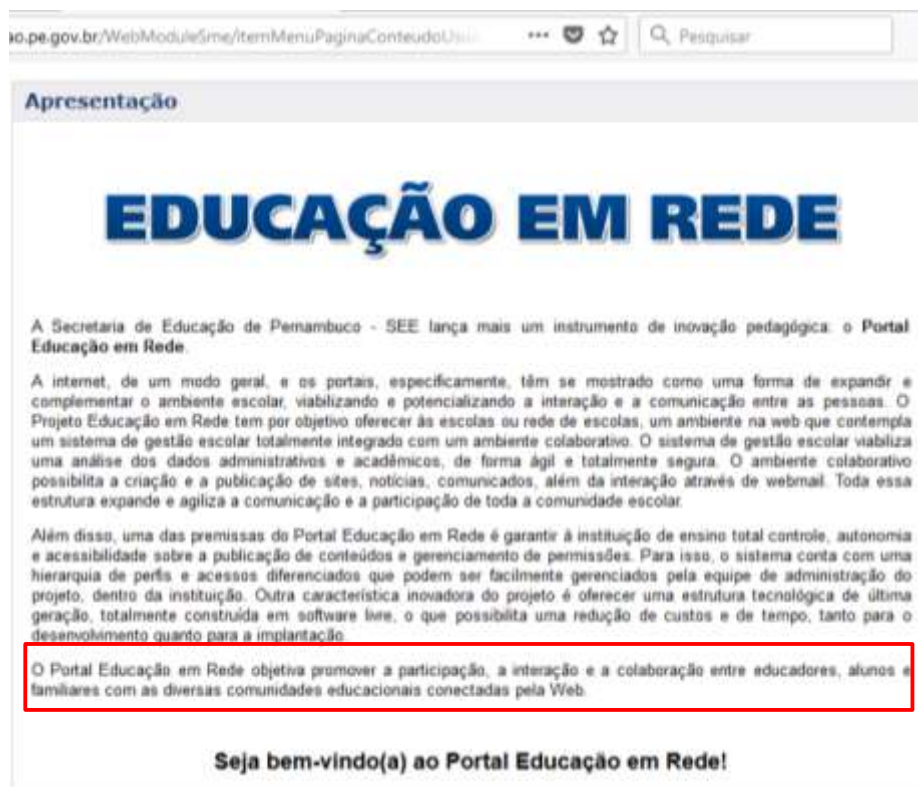 ao.pe.gov.br/WebModuleSme/itemMenuPaginaConteudoUsu
Pesquisar
Apresentação
EDUCAÇÃO EM REDE
A Secretaria de Educação de Pernambuco - SEE lança mais um instrumento de inovação pedagógica: o Portal
Educação em Rede.
A internet, de um modo geral, e os portais, especificamente, têm se mostrado como uma forma de expandir e
complementar o ambiente escolar, viabilizando e potencializando a interação e a comunicação entre as pessoas. O
Projeto Educação em Rede tem por objetivo oferecer às escolas ou rede de escolas, um ambiente na web que contempla
um sistema de gestão escolar totalmente integrado com um ambiente colaborativo. O sistema de gestão escolar viabiliza
uma análise dos dados administrativos e acadêmicos, de forma ágil e totalmente segura. O ambiente colaborativo
possibilita a criação e a publicação de sites, notícias, comunicados, além da interação através de webmail. Toda essa
estrutura expande e agiliza a comunicação e a participação de toda a comunidade escolar.
Além disso, uma das premissas do Portal Educação em Rede é garantir à instituição de ensino total controle, autonomia
e acessibilidade sobre a publicação de conteúdos e gerenciamento de permissões. Para isso, o sistema conta com uma
hierarquia de perfis e acessos diferenciados que podem ser facilmente gerenciados pela equipe de administração do
projeto, dentro da instituição. Outra característica inovadora do projeto é oferecer uma estrutura tecnológica de última
geração, totalmente construída em software livre, o que possibilita uma redução de custos e de tempo, tanto para o
desenvolvimento quanto para a implantação.
O Portal Educação em Rede objetiva promover a participação, a interação e a colaboração entre educadores, alunos e
familiares com as diversas comunidades educacionais conectadas pela Web.
Seja bem-vindo(a) ao Portal Educação em Rede!